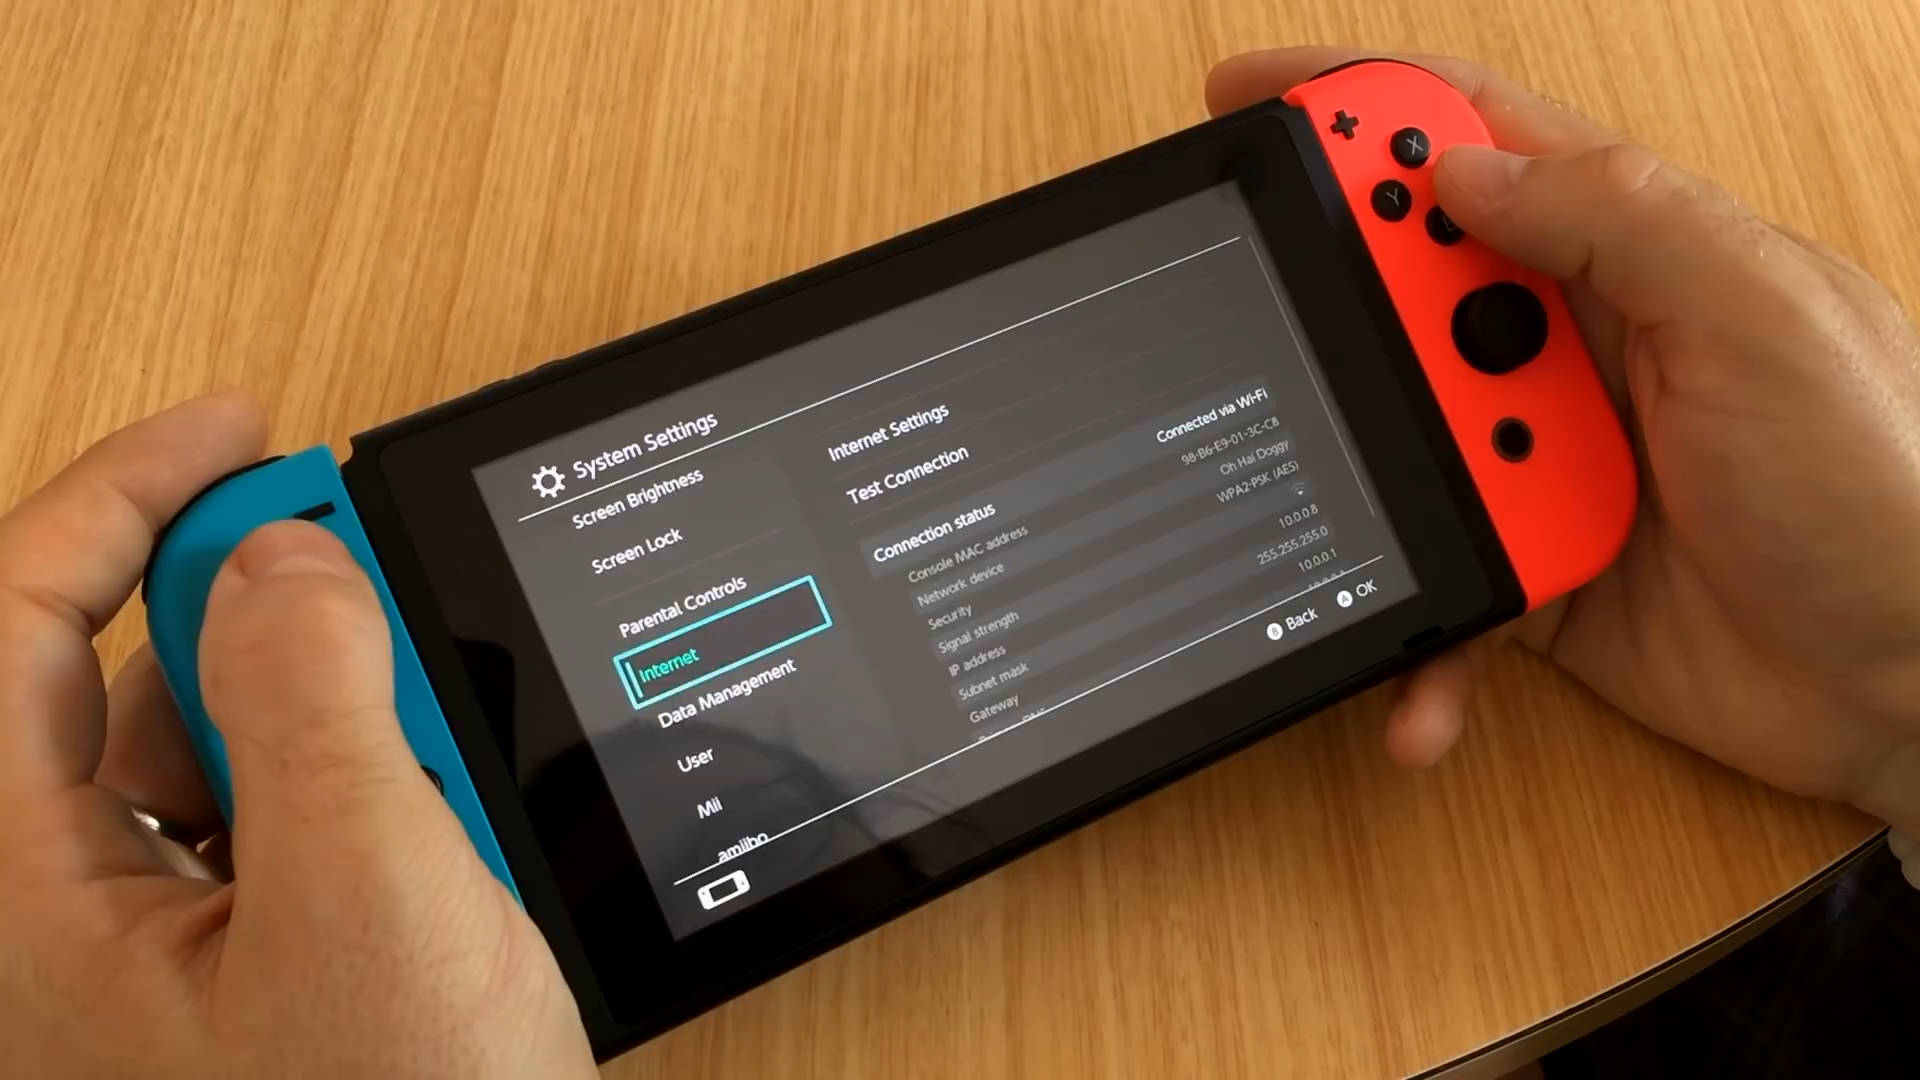 System Settings
Screen Brightness
Screen Lock
Parental Controls
Internet
Data Management
User
Mii
amiibo
Internet Settings
Test Connection
Connection status Connected via Wi-Fi
Console MAC address 98-B6-E9-01-3C-C8
Network device Oh Hai Doggy
Security WPA2-PSK (AES)
Signal strength
IP address 10.0.0.8
Subnet mask 255.255.255.0
Gateway 10.0.0.1
B Back A OK
X
Y
B